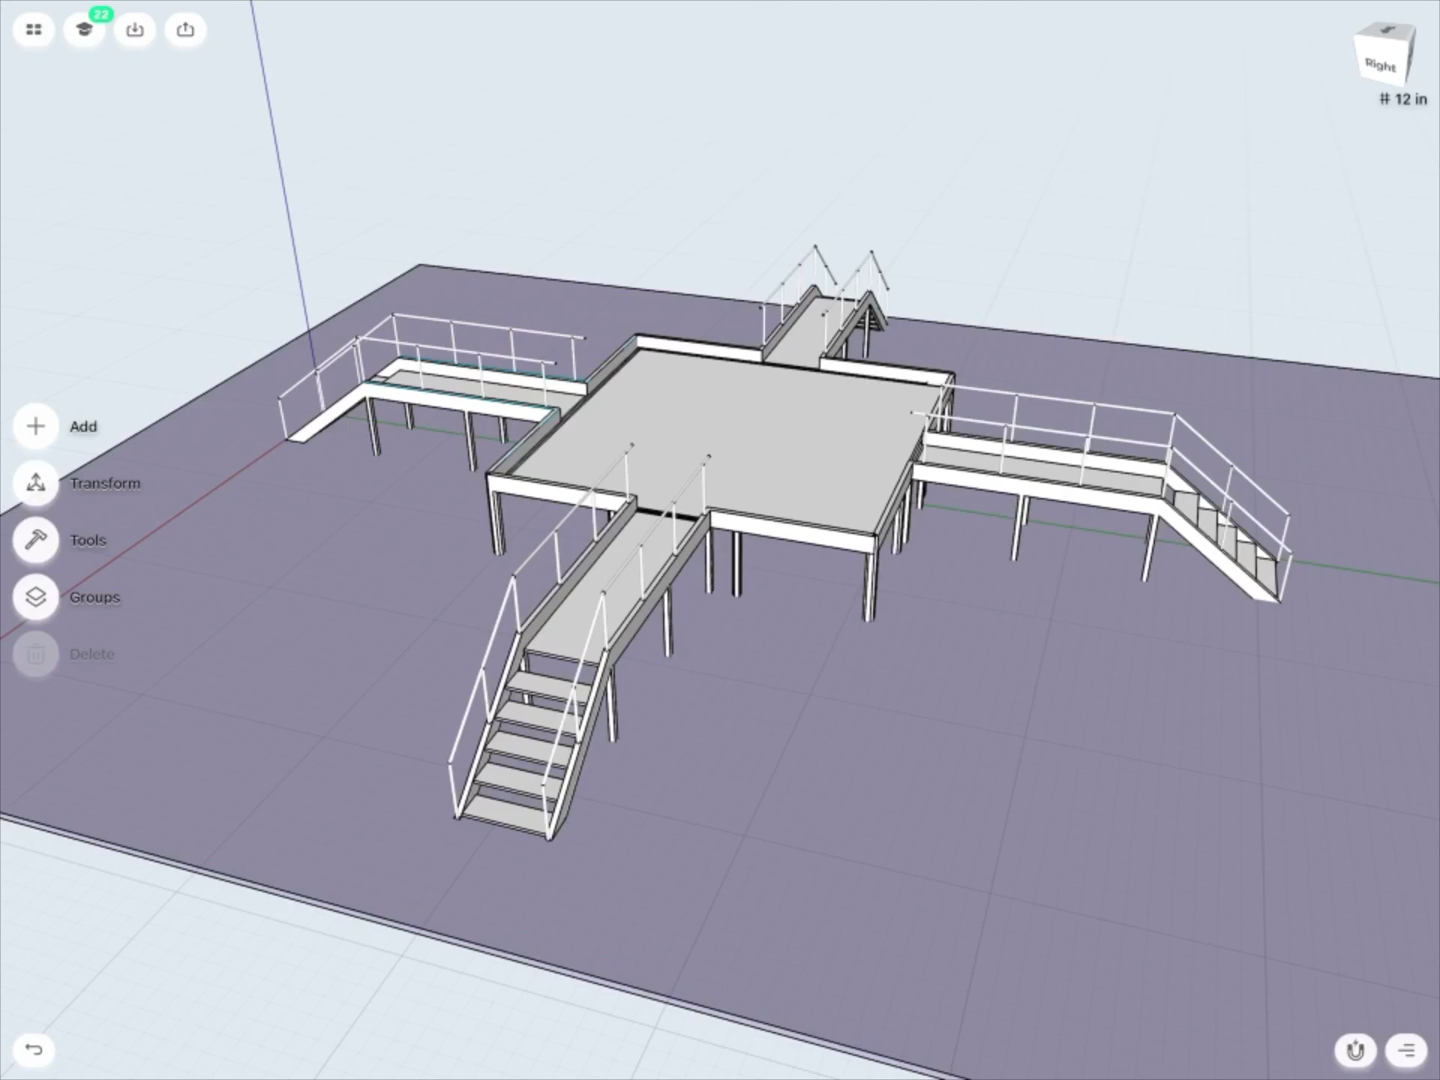 22
Right
# 12 in
Add
Transform
Tools
Groups
Delete